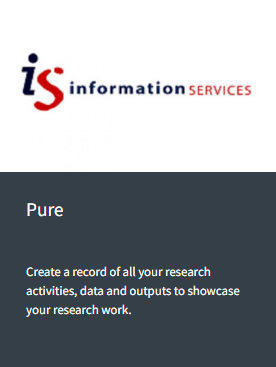 is information SERVICES
Pure
Create a record of all your research
activities, data and outputs to showcase
your research work.